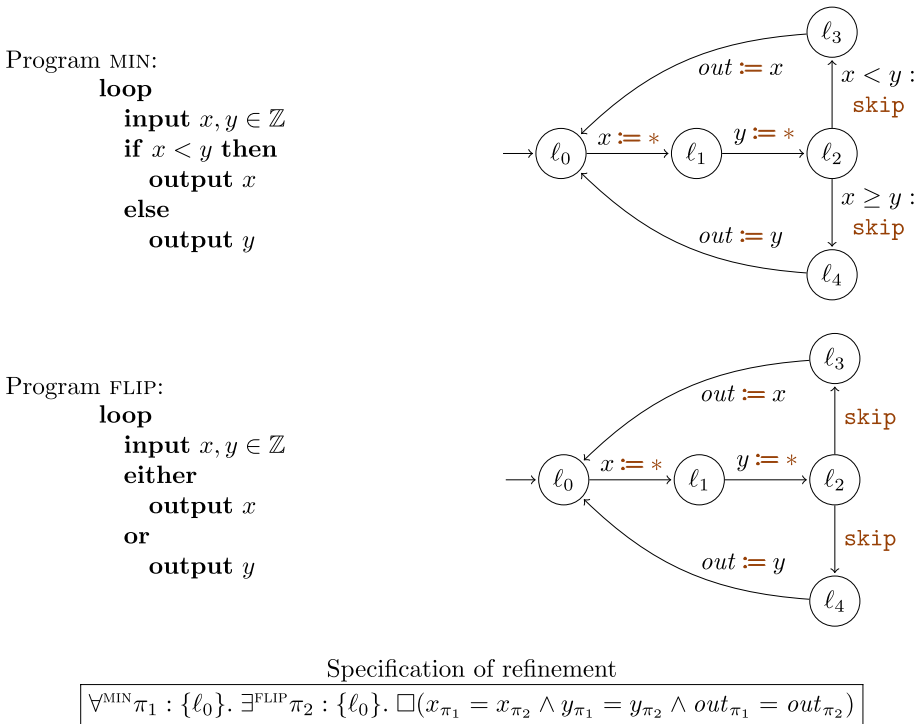 Program MIN:
loop
input x, y ∈ ℤ
if x < y then
output x
else
output y
ℓ₃
out := x
x < y :
skip
ℓ₀
x := ∗
ℓ₁
y := ∗
ℓ₂
x ≥ y :
skip
out := y
ℓ₄
Program FLIP:
loop
input x, y ∈ ℤ
either
output x
or
output y
ℓ₃
out := x
skip
ℓ₀
x := ∗
ℓ₁
y := ∗
ℓ₂
skip
out := y
ℓ₄
Specification of refinement
∀^MIN π₁ : {ℓ₀}. ∃^FLIP π₂ : {ℓ₀}. □(x_π₁ = x_π₂ ∧ y_π₁ = y_π₂ ∧ out_π₁ = out_π₂)